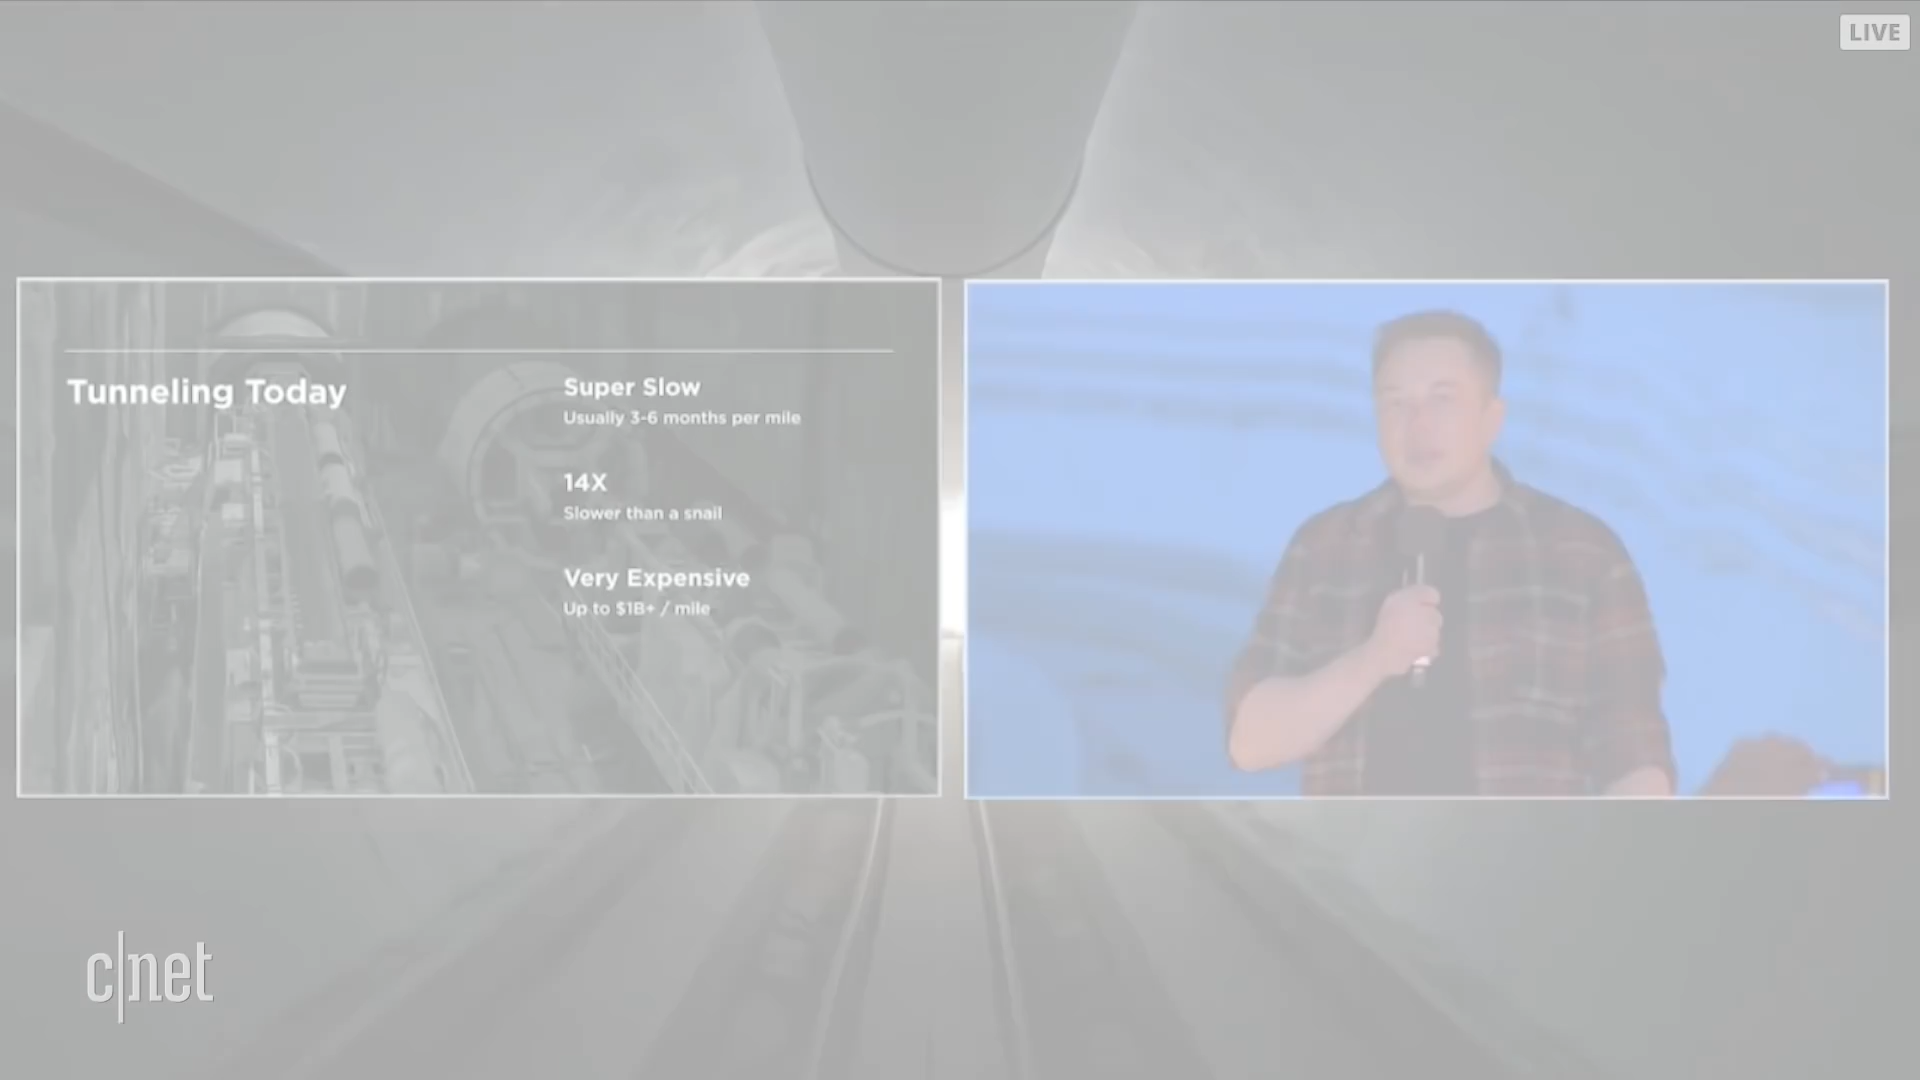 LIVE
Tunneling Today
Super Slow
Usually 3-6 months per mile
14X
Slower than a snail
Very Expensive
Up to $1B+ / mile
c|net